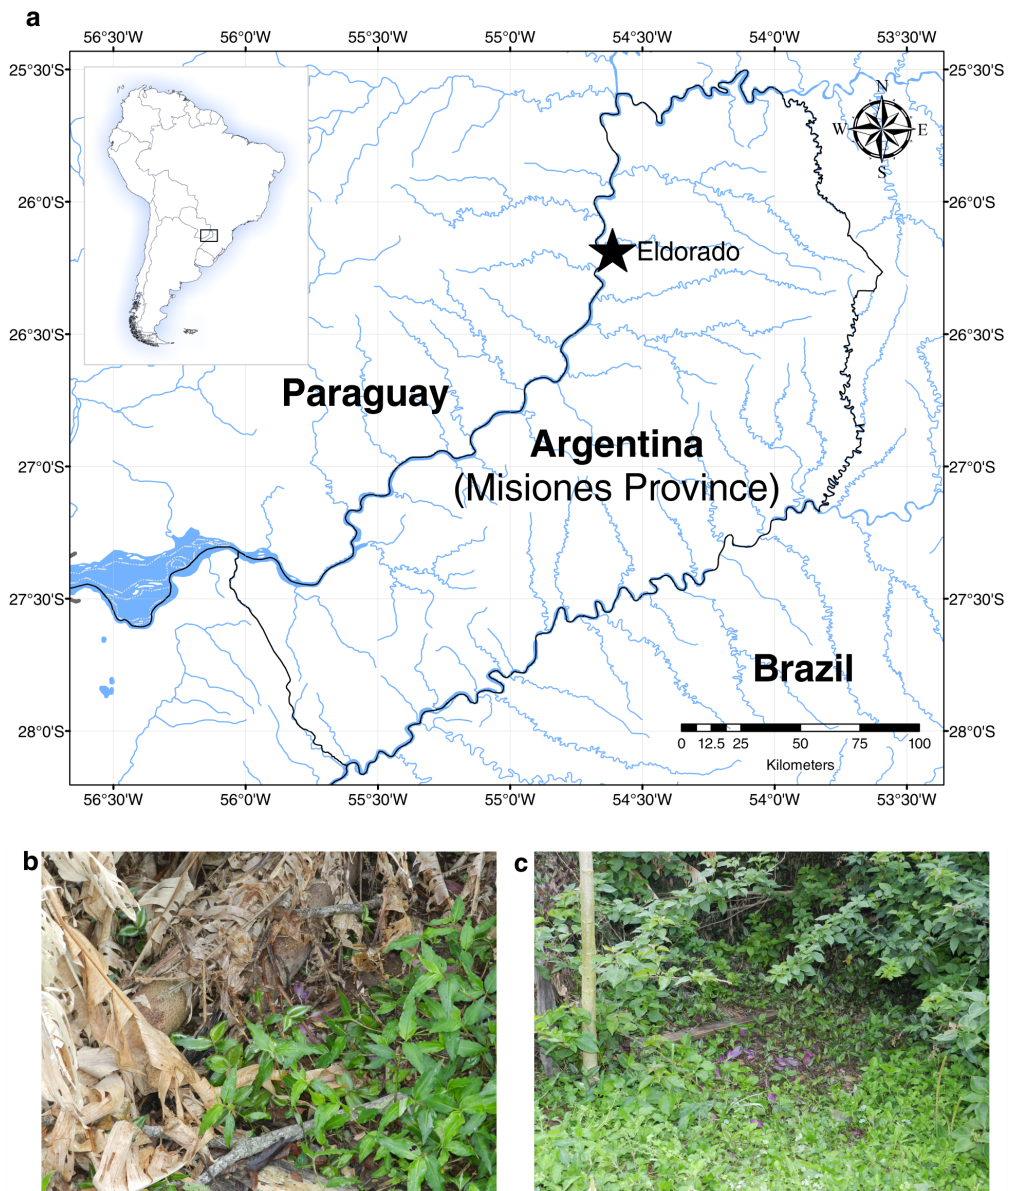 a
56°30'W 56°0'W 55°30'W 55°0'W 54°30'W 54°0'W 53°30'W
25°30'S 25°30'S
N
W E
S
26°0'S 26°0'S
Eldorado
26°30'S 26°30'S
Paraguay
Argentina
(Misiones Province)
27°0'S 27°0'S
27°30'S 27°30'S
Brazil
28°0'S 28°0'S
0 12.5 25 50 75 100
Kilometers
56°30'W 56°0'W 55°30'W 55°0'W 54°30'W 54°0'W 53°30'W
b c